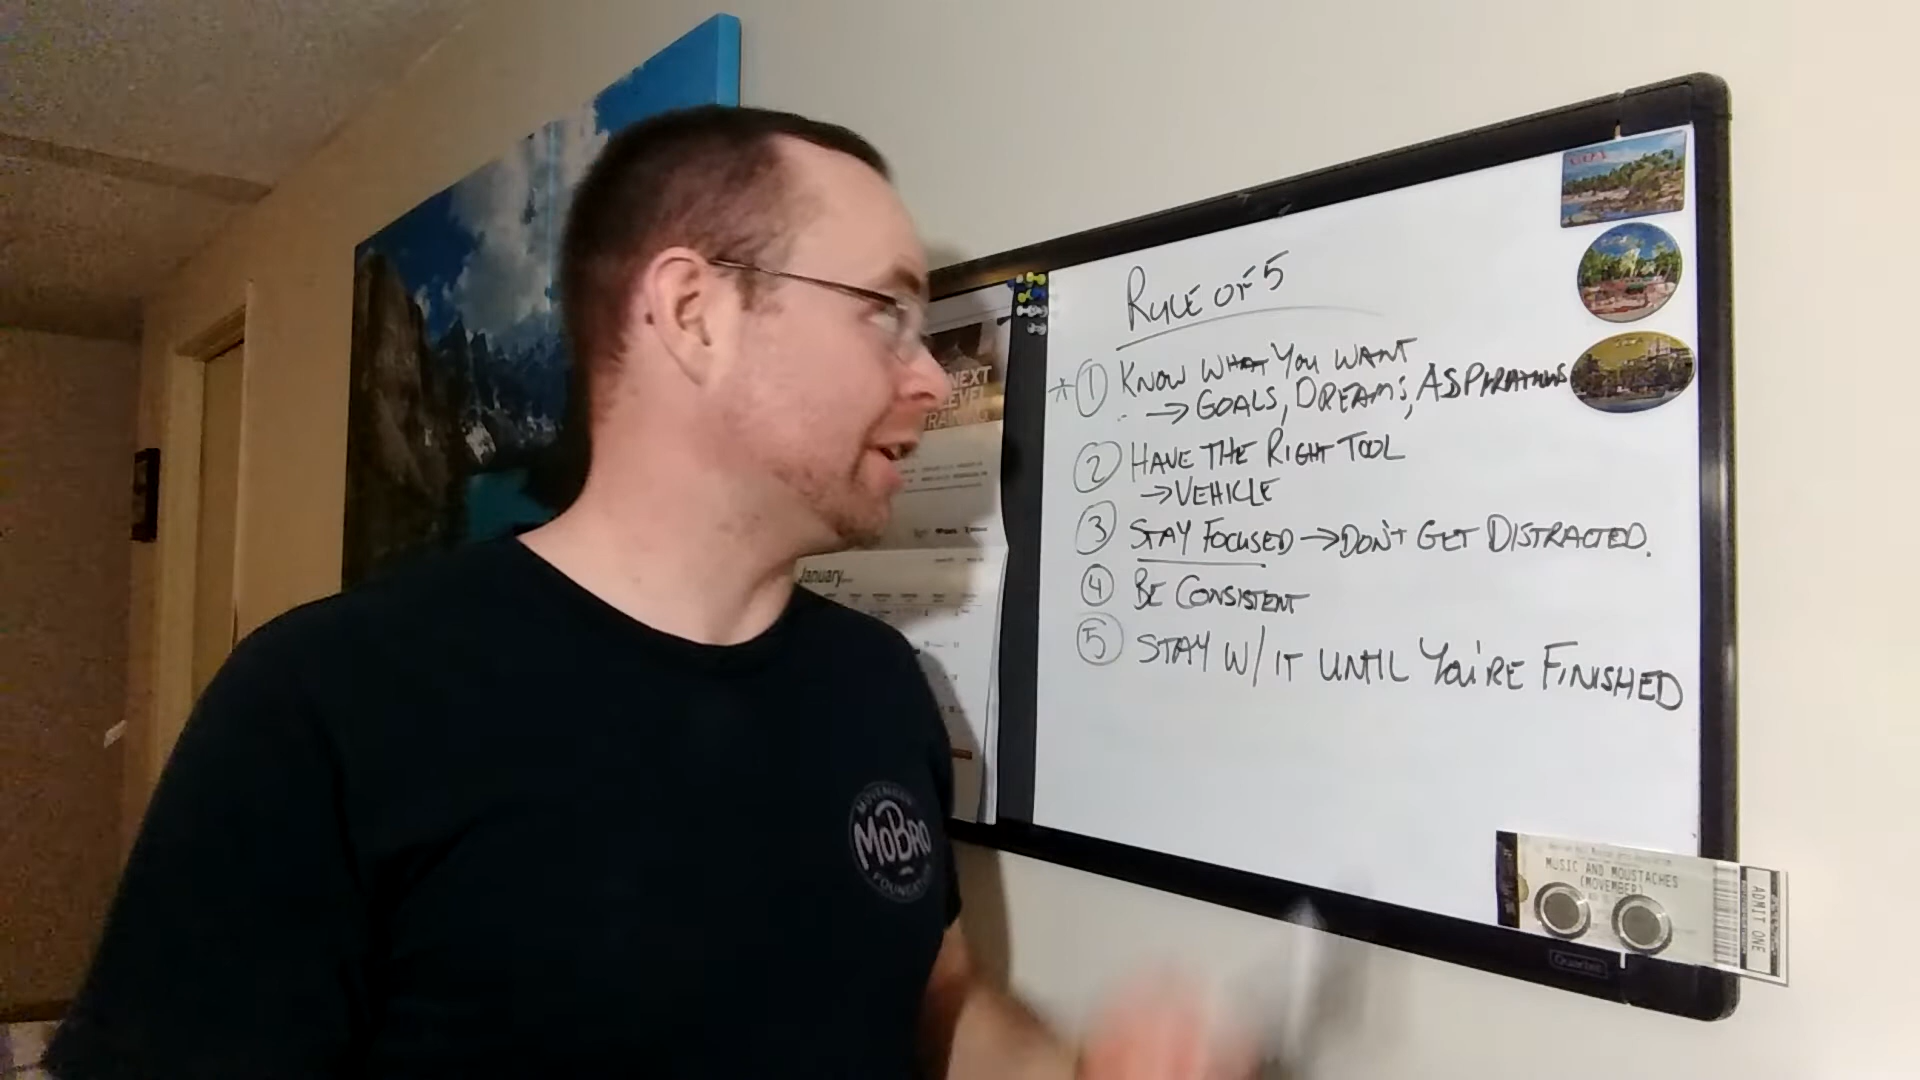 RULE OF 5
* 1 KNOW WHAT YOU WANT
→ GOALS, DREAMS, ASPIRATIONS
2 HAVE THE RIGHT TOOL
→ VEHICLE
3 STAY FOCUSED → DON'T GET DISTRACTED.
4 BE CONSISTENT
5 STAY W/ IT UNTIL YOU'RE FINISHED
NEXT
LEVEL
TRAINING
January
MOBRO
MUSIC AND MOUSTACHES
(MOVEMBER)
ADMIT ONE
Quartet